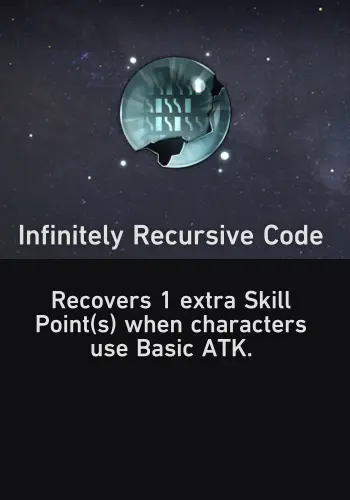 Infinitely Recursive Code
Recovers 1 extra Skill
Point(s) when characters
use Basic ATK.